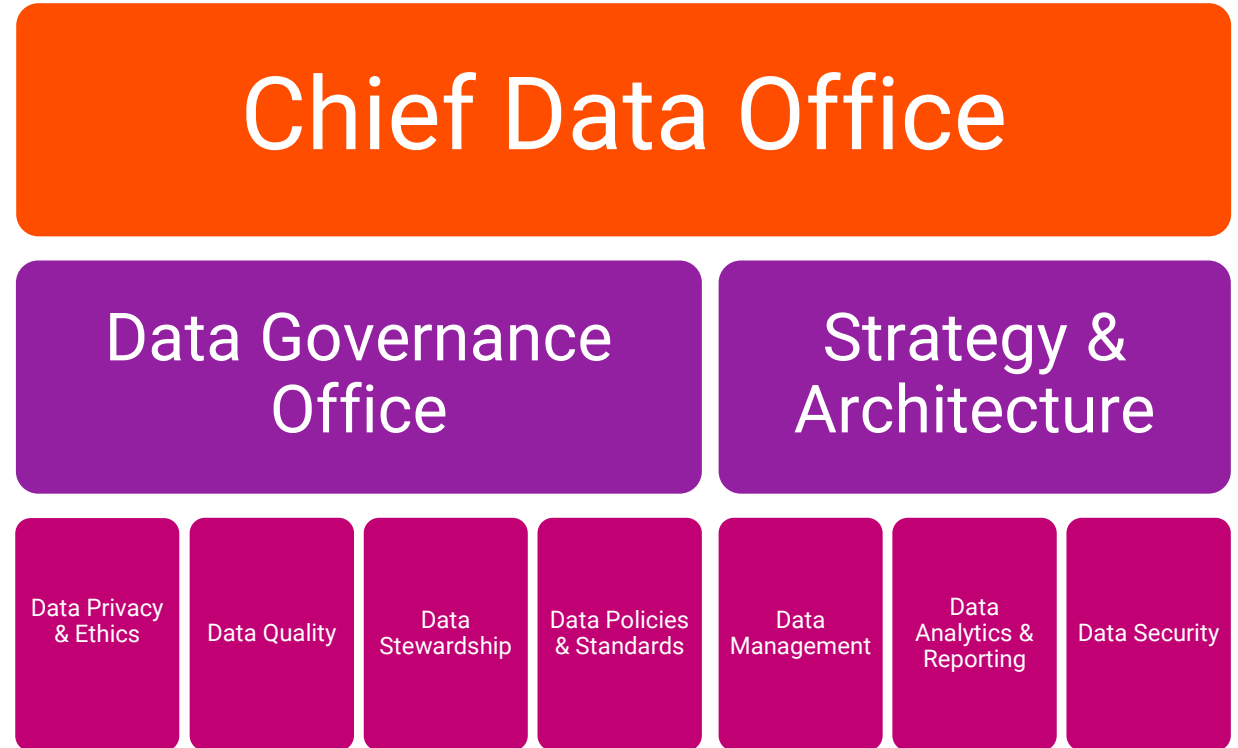 Chief Data Office
Data Governance
Office
Strategy &
Architecture
Data Privacy
& Ethics
Data Quality
Data
Stewardship
Data Policies
& Standards
Data
Management
Data
Analytics &
Reporting
Data Security